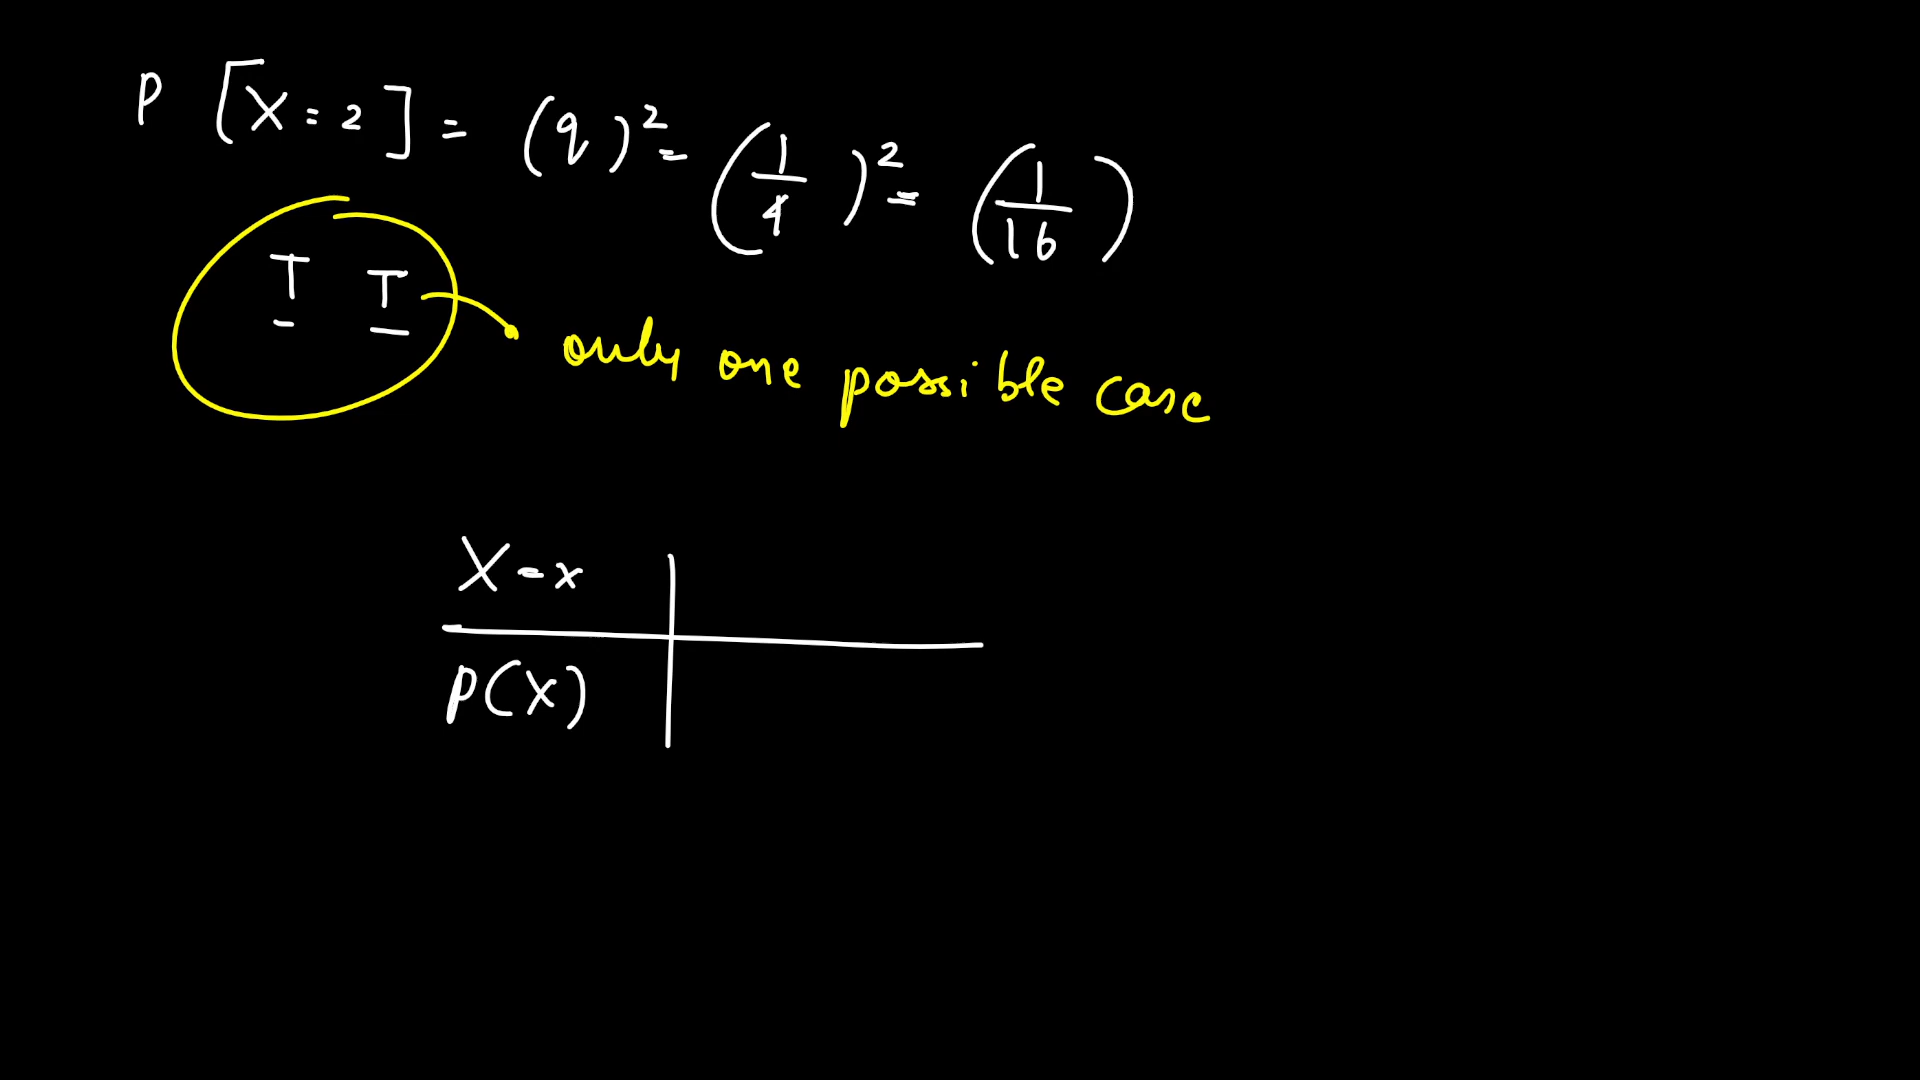 P [X = 2] = (q)² = (1/4)² = (1/16)
T T
only one possible case
X = x
P(X)